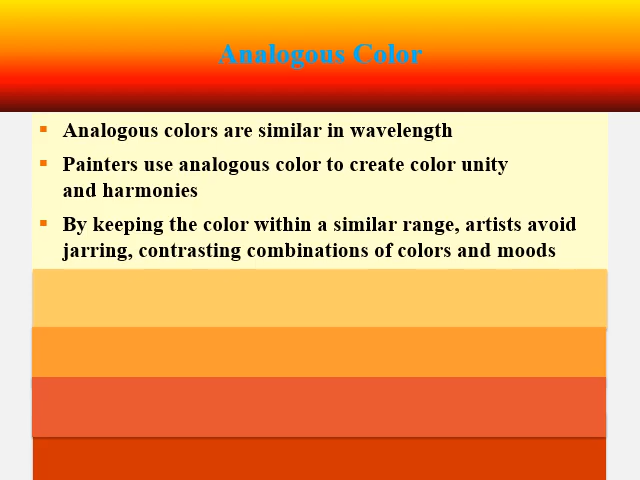 Analogous Color
▪ Analogous colors are similar in wavelength
▪ Painters use analogous color to create color unity
and harmonies
▪ By keeping the color within a similar range, artists avoid
jarring, contrasting combinations of colors and moods